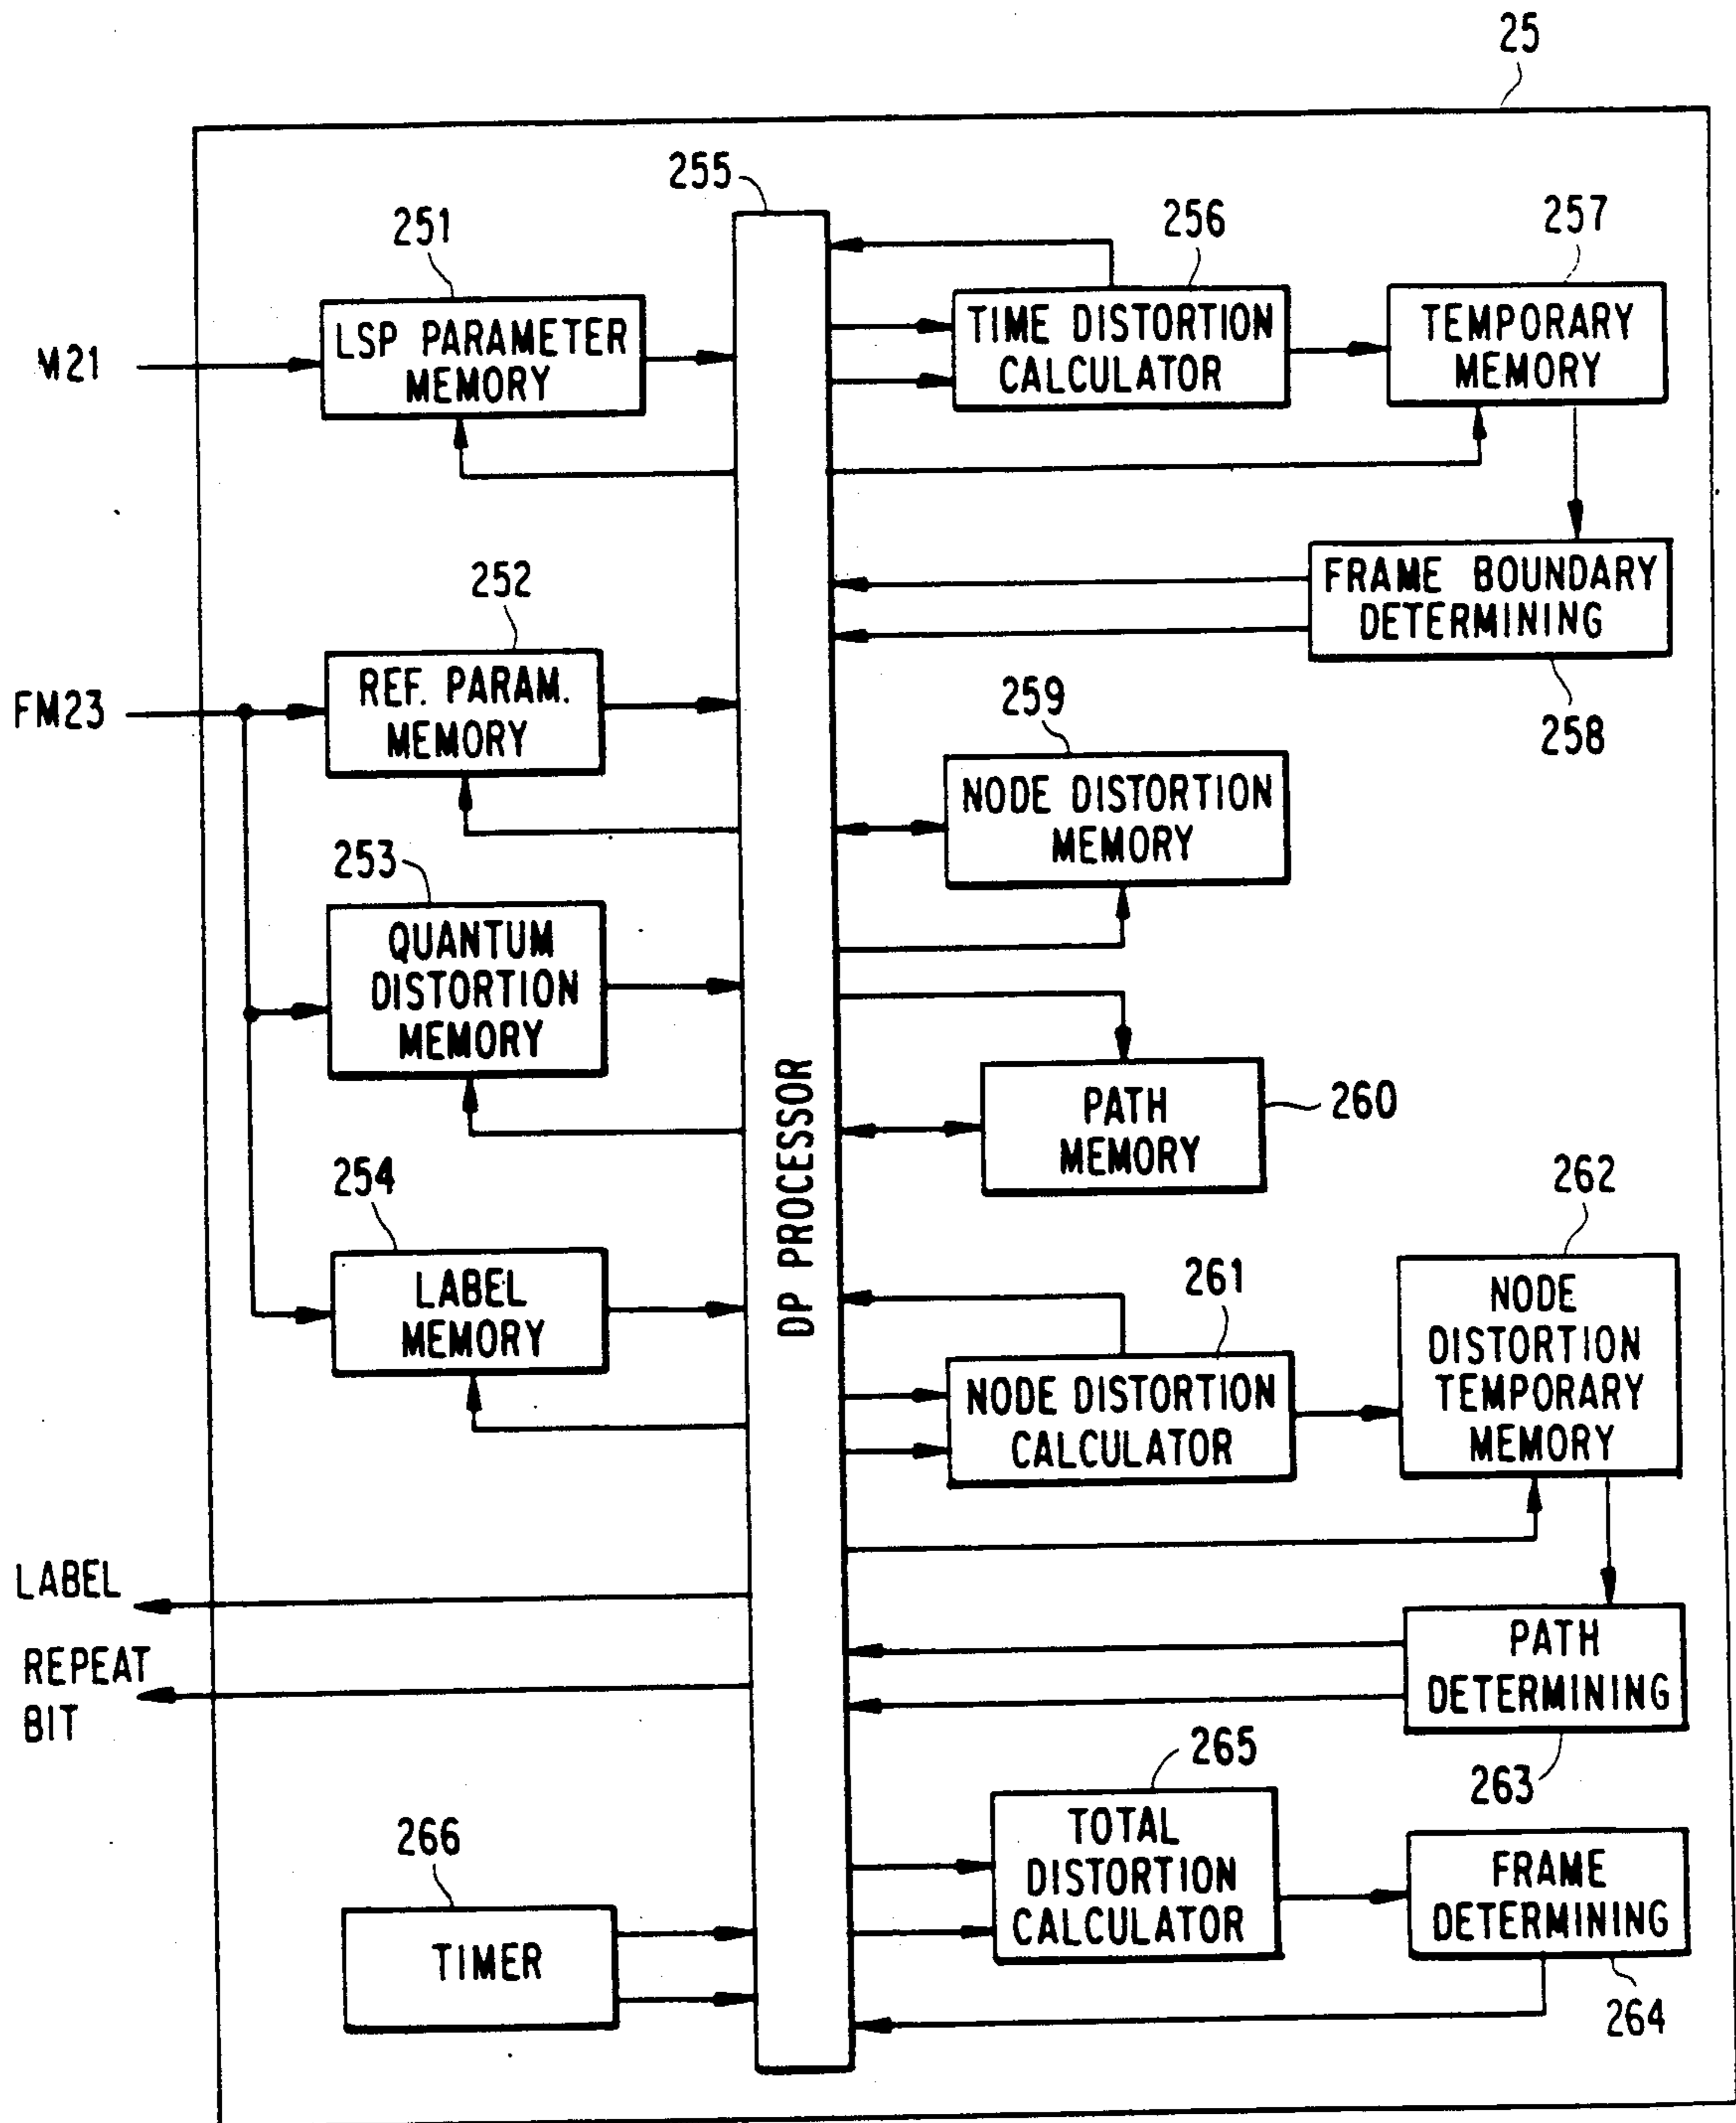 25
255
251
LSP PARAMETER
MEMORY
M21
256
TIME DISTORTION
CALCULATOR
257
TEMPORARY
MEMORY
FRAME BOUNDARY
DETERMINING
258
252
REF. PARAM.
MEMORY
FM23
259
NODE DISTORTION
MEMORY
253
QUANTUM
DISTORTION
MEMORY
DP PROCESSOR
PATH
MEMORY
260
254
LABEL
MEMORY
261
NODE DISTORTION
CALCULATOR
262
NODE
DISTORTION
TEMPORARY
MEMORY
LABEL
REPEAT
BIT
PATH
DETERMINING
263
265
TOTAL
DISTORTION
CALCULATOR
FRAME
DETERMINING
264
266
TIMER